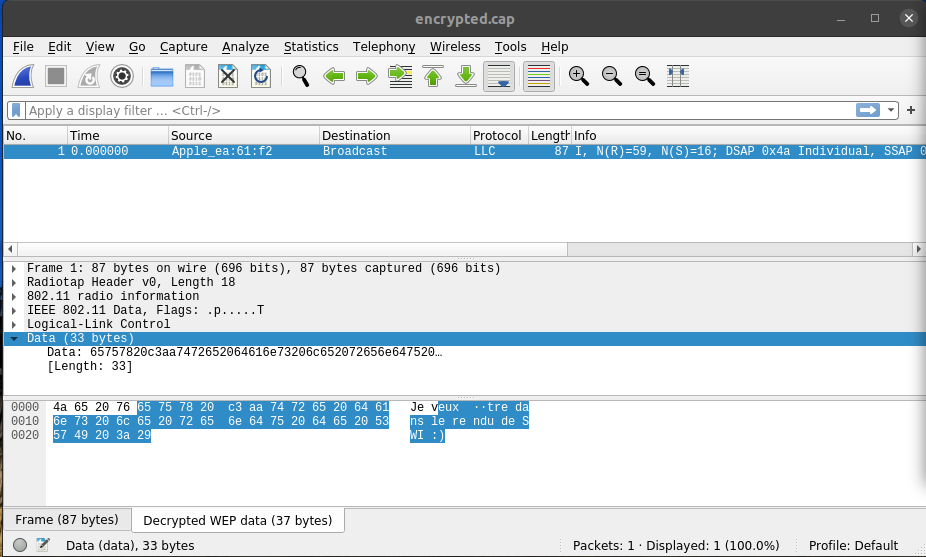 encrypted.cap
File Edit View Go Capture Analyze Statistics Telephony Wireless Tools Help
Apply a display filter … <Ctrl-/>
No. Time Source Destination Protocol Length Info
1 0.000000 Apple_ea:61:f2 Broadcast LLC 87 I, N(R)=59, N(S)=16; DSAP 0x4a Individual, SSAP 0
Frame 1: 87 bytes on wire (696 bits), 87 bytes captured (696 bits)
Radiotap Header v0, Length 18
802.11 radio information
IEEE 802.11 Data, Flags: .p.....T
Logical-Link Control
Data (33 bytes)
Data: 65757820c3aa7472652064616e73206c652072656e647520…
[Length: 33]
0000 4a 65 20 76 65 75 78 20 c3 aa 74 72 65 20 64 61 Je veux ··tre da
0010 6e 73 20 6c 65 20 72 65 6e 64 75 20 64 65 20 53 ns le re ndu de S
0020 57 49 20 3a 29 WI :)
Frame (87 bytes) Decrypted WEP data (37 bytes)
Data (data), 33 bytes Packets: 1 · Displayed: 1 (100.0%) Profile: Default